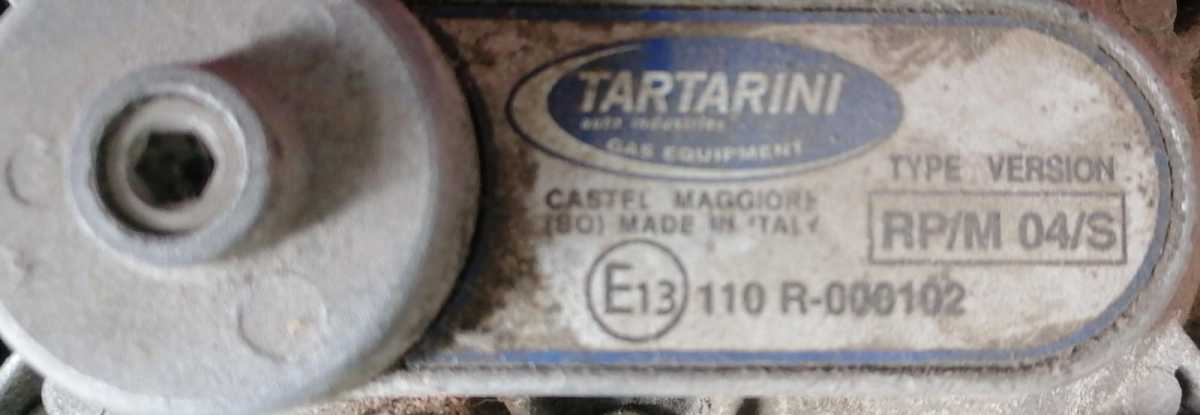 TARTARINI
auto industries
GAS EQUIPMENT
CASTEL MAGGIORE
(BO) MADE IN ITALY
TYPE VERSION
RP/M 04/S
E13 110 R-000102